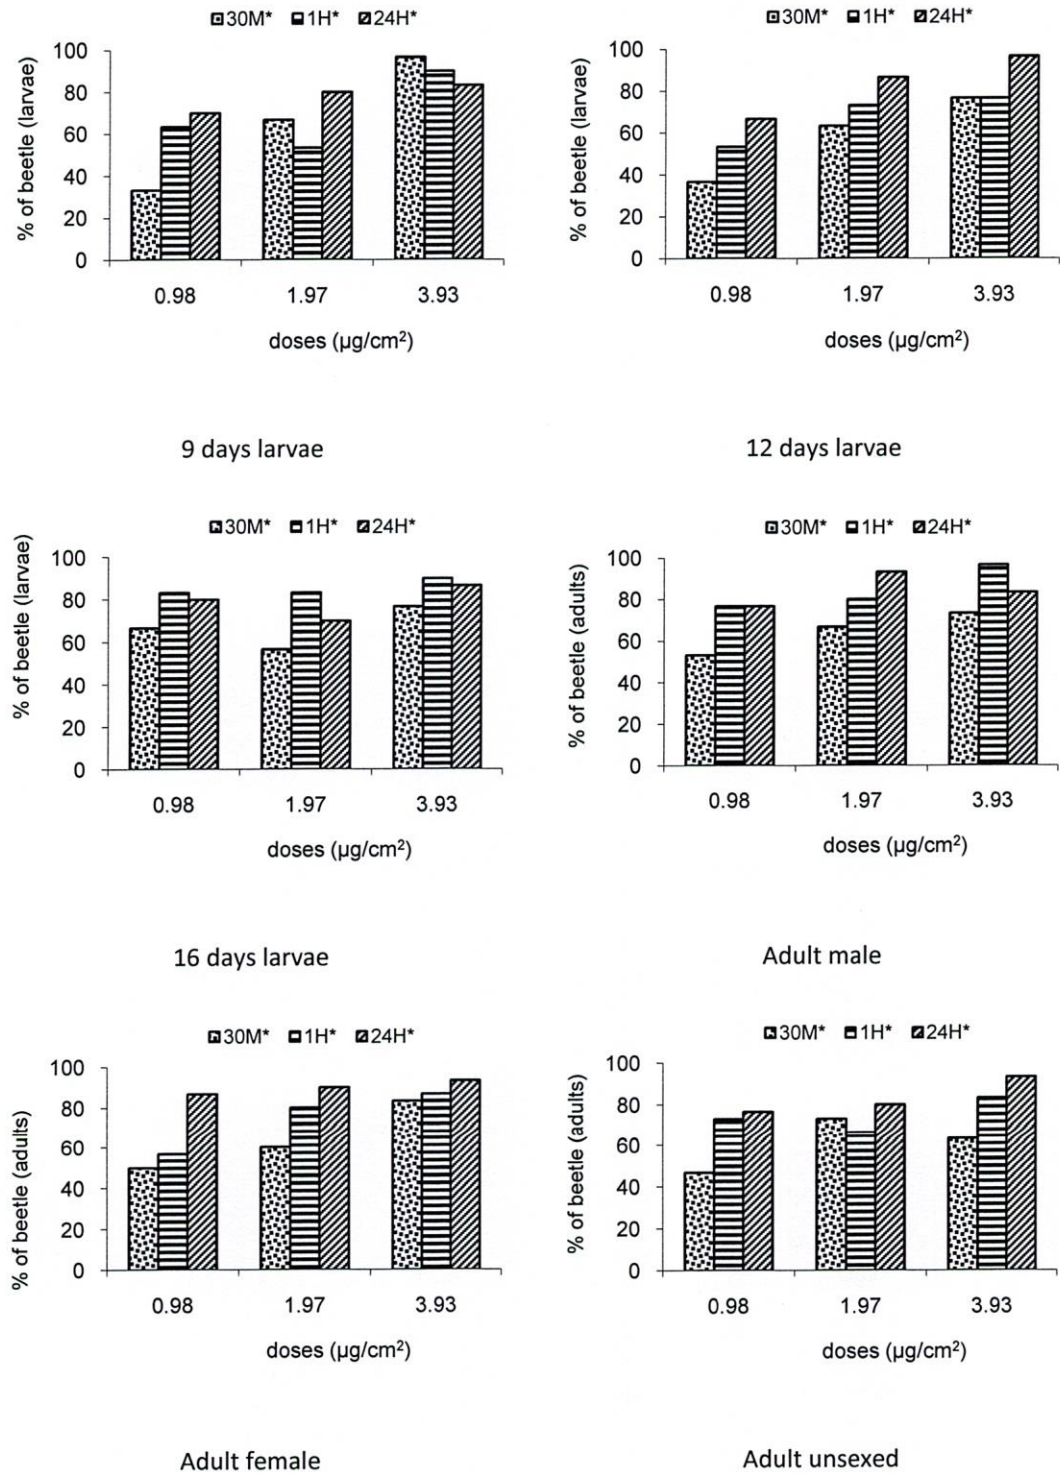 30M* 1H* 24H*
% of beetle (larvae)
100
80
60
40
20
0
0.98 1.97 3.93
doses (µg/cm²)
9 days larvae
30M* 1H* 24H*
% of beetle (larvae)
100
80
60
40
20
0
0.98 1.97 3.93
doses (µg/cm²)
12 days larvae
30M* 1H* 24H*
% of beetle (larvae)
100
80
60
40
20
0
0.98 1.97 3.93
doses (µg/cm²)
16 days larvae
30M* 1H* 24H*
% of beetle (adults)
100
80
60
40
20
0
0.98 1.97 3.93
doses (µg/cm²)
Adult male
30M* 1H* 24H*
% of beetle (adults)
100
80
60
40
20
0
0.98 1.97 3.93
doses (µg/cm²)
Adult female
30M* 1H* 24H*
% of beetle (adults)
100
80
60
40
20
0
0.98 1.97 3.93
doses (µg/cm²)
Adult unsexed